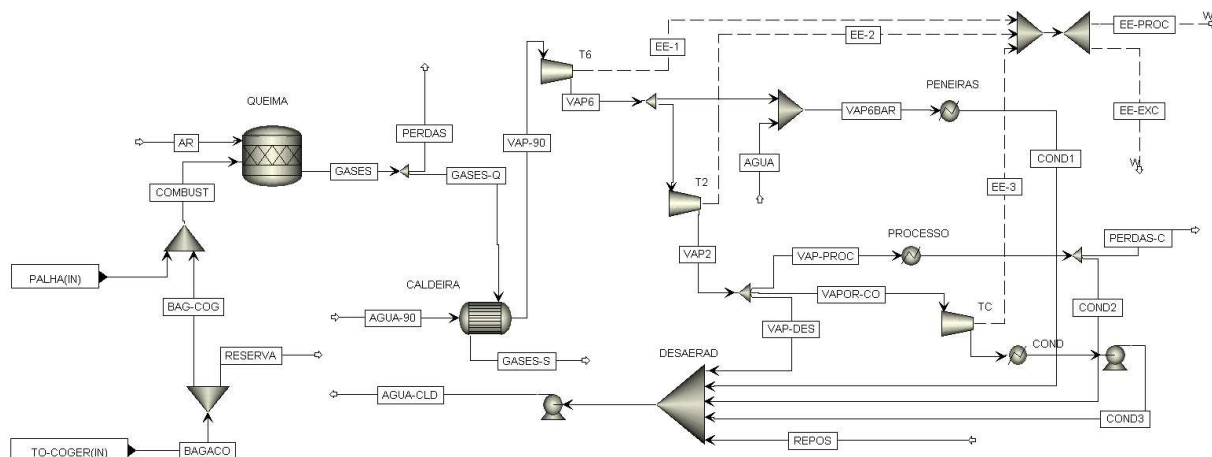 EE-PROC
W
EE-1
EE-2
T6
QUEIMA
PENEIRAS
VAP6
VAP6BAR
EE-EXC
PERDAS
AR
VAP-90
GASES
GASES-Q
AGUA
COND1
W
COMBUST
T2
EE-3
PROCESSO
PERDAS-C
PALHA(IN)
VAP2
VAP-PROC
CALDEIRA
VAPOR-CO
TC
BAG-COG
AGUA-90
VAP-DES
COND2
RESERVA
GASES-S
DESAERAD
COND
AGUA-CLD
COND3
REPOS
TO-COGER(IN)
BAGACO